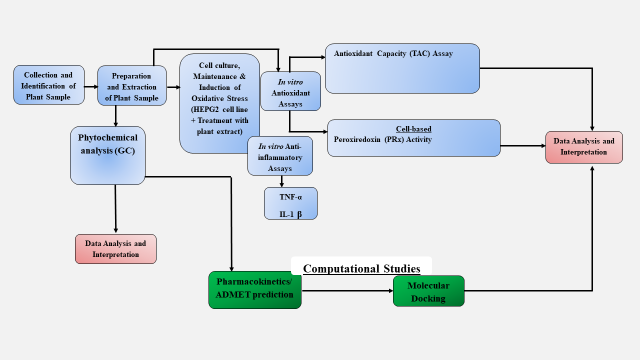 Collection and
Identification of
Plant Sample
Preparation
and Extraction
of Plant Sample
Cell culture,
Maintenance &
Induction of
Oxidative Stress
(HEPG2 cell line
+ Treatment with
plant extract)
In vitro
Antioxidant
Assays
Antioxidant Capacity (TAC) Assay
Cell-based
Peroxiredoxin (PRx) Activity
Data Analysis and
Interpretation
Phytochemical
analysis (GC)
In vitro Anti-
inflammatory
Assays
TNF-α
IL-1 β
Data Analysis and
Interpretation
Computational Studies
Pharmacokinetics/
ADMET prediction
Molecular
Docking